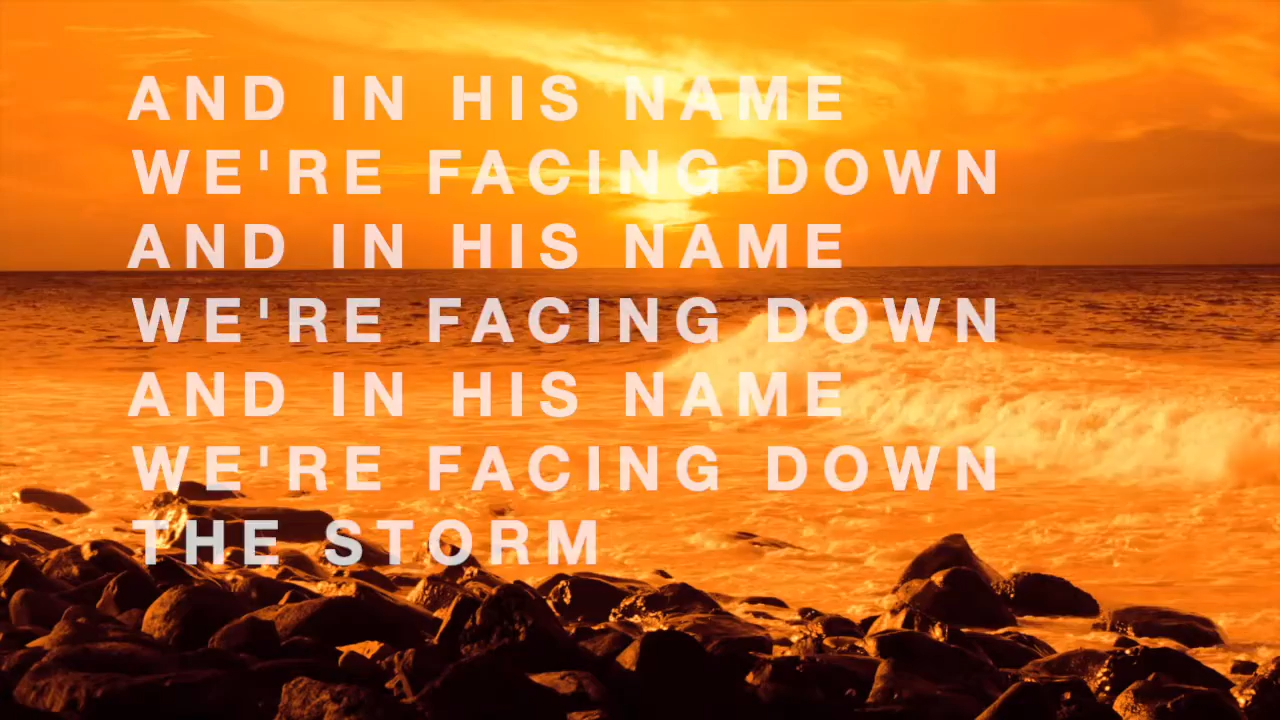 AND IN HIS NAME
WE'RE FACING DOWN
AND IN HIS NAME
WE'RE FACING DOWN
AND IN HIS NAME
WE'RE FACING DOWN
THE STORM